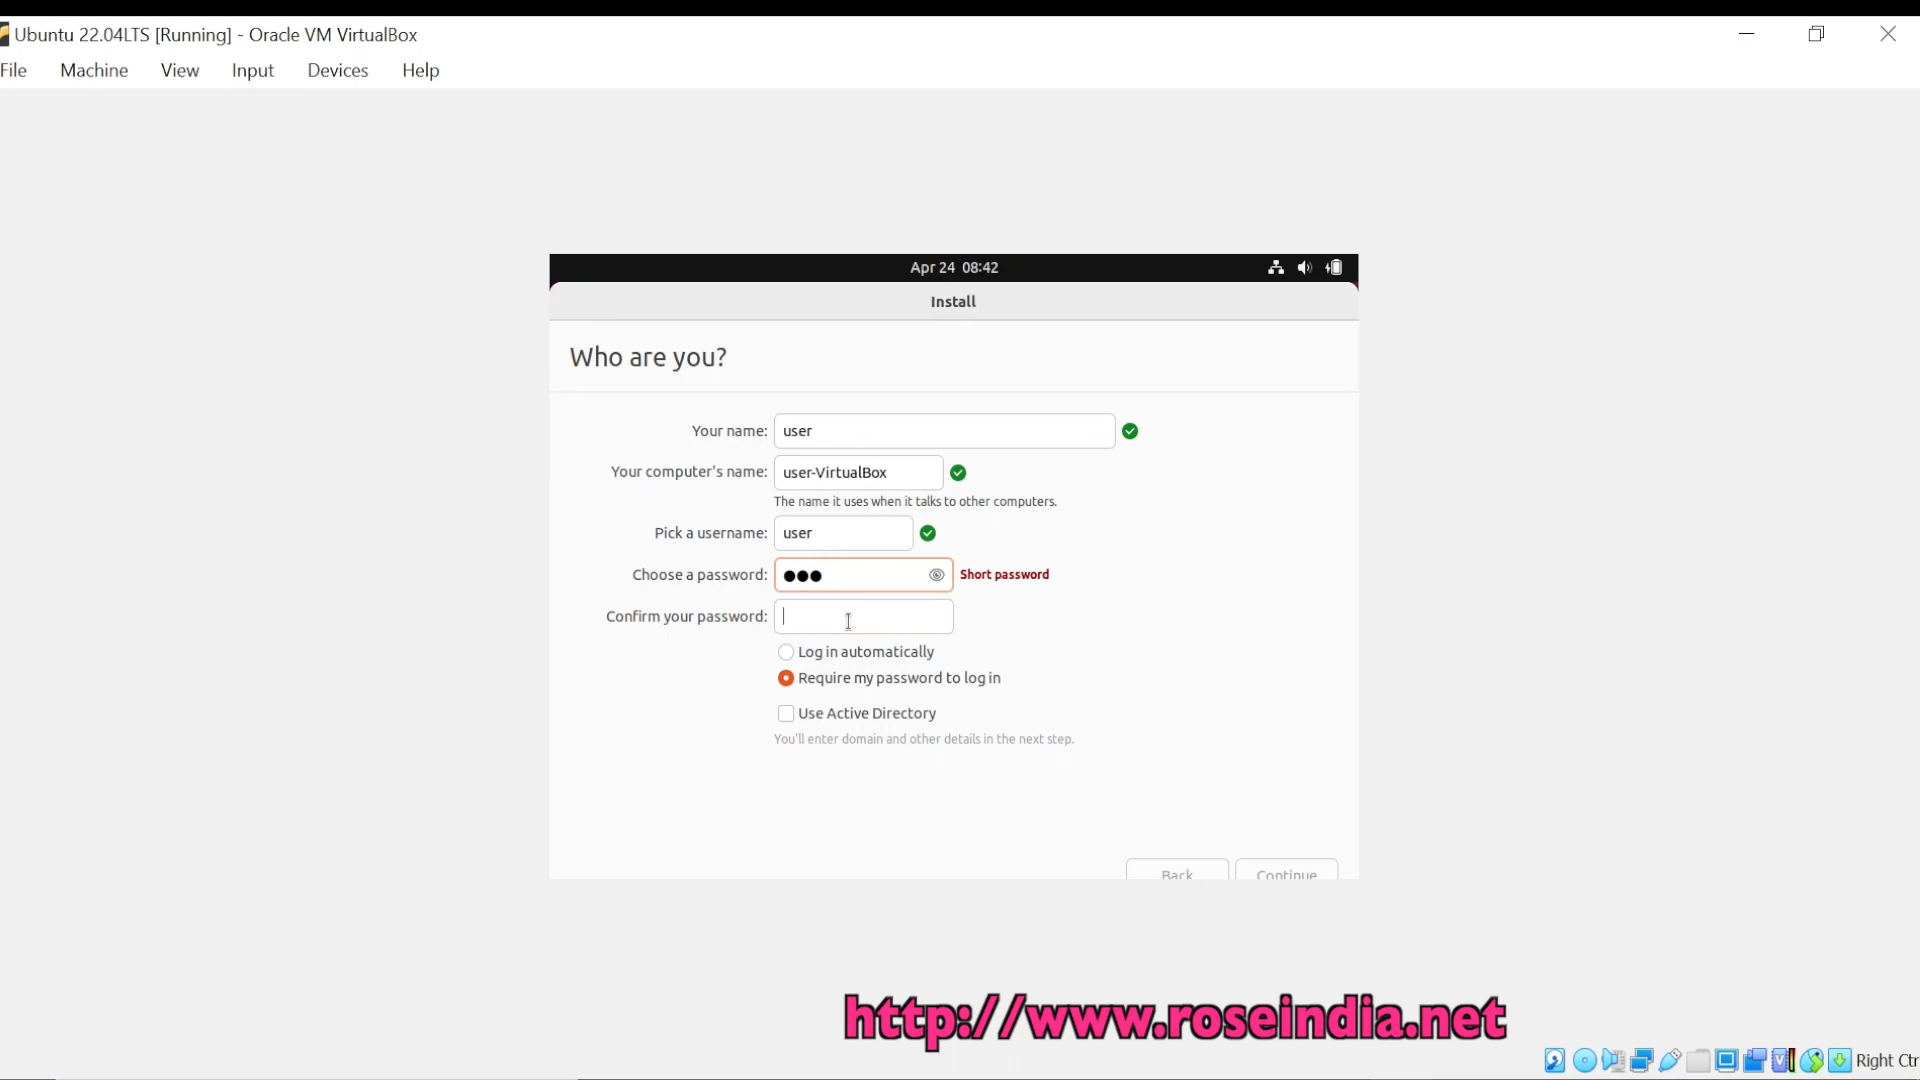 Ubuntu 22.04LTS [Running] - Oracle VM VirtualBox
File Machine View Input Devices Help
Apr 24 08:42
Install
Who are you?
Your name: user
Your computer's name: user-VirtualBox
The name it uses when it talks to other computers.
Pick a username: user
Choose a password: ●●● Short password
Confirm your password:
Log in automatically
Require my password to log in
Use Active Directory
You'll enter domain and other details in the next step.
Back Continue
http://www.roseindia.net
Right Ctr